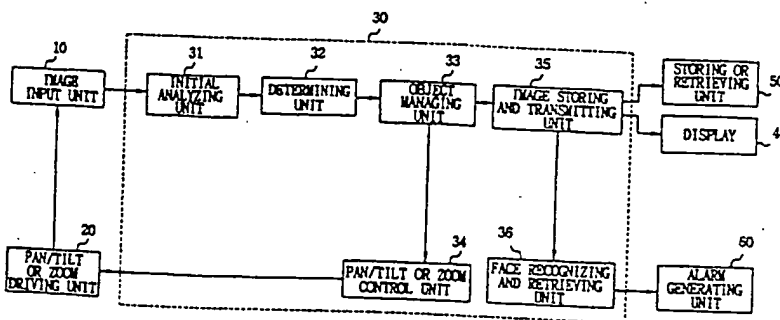 30
10
IMAGE
INPUT UNIT
31
INITIAL
ANALYZING
UNIT
32
DETERMINING
UNIT
33
OBJECT
MANAGING
UNIT
35
IMAGE STORING
AND TRANSMITTING
UNIT
STORING OR
RETRIEVING
UNIT
50
DISPLAY
4
20
PAN/TILT
OR ZOOM
DRIVING UNIT
34
PAN/TILT OR ZOOM
CONTROL UNIT
36
FACE RECOGNIZING
AND RETRIEVING
UNIT
60
ALARM
GENERATING
UNIT